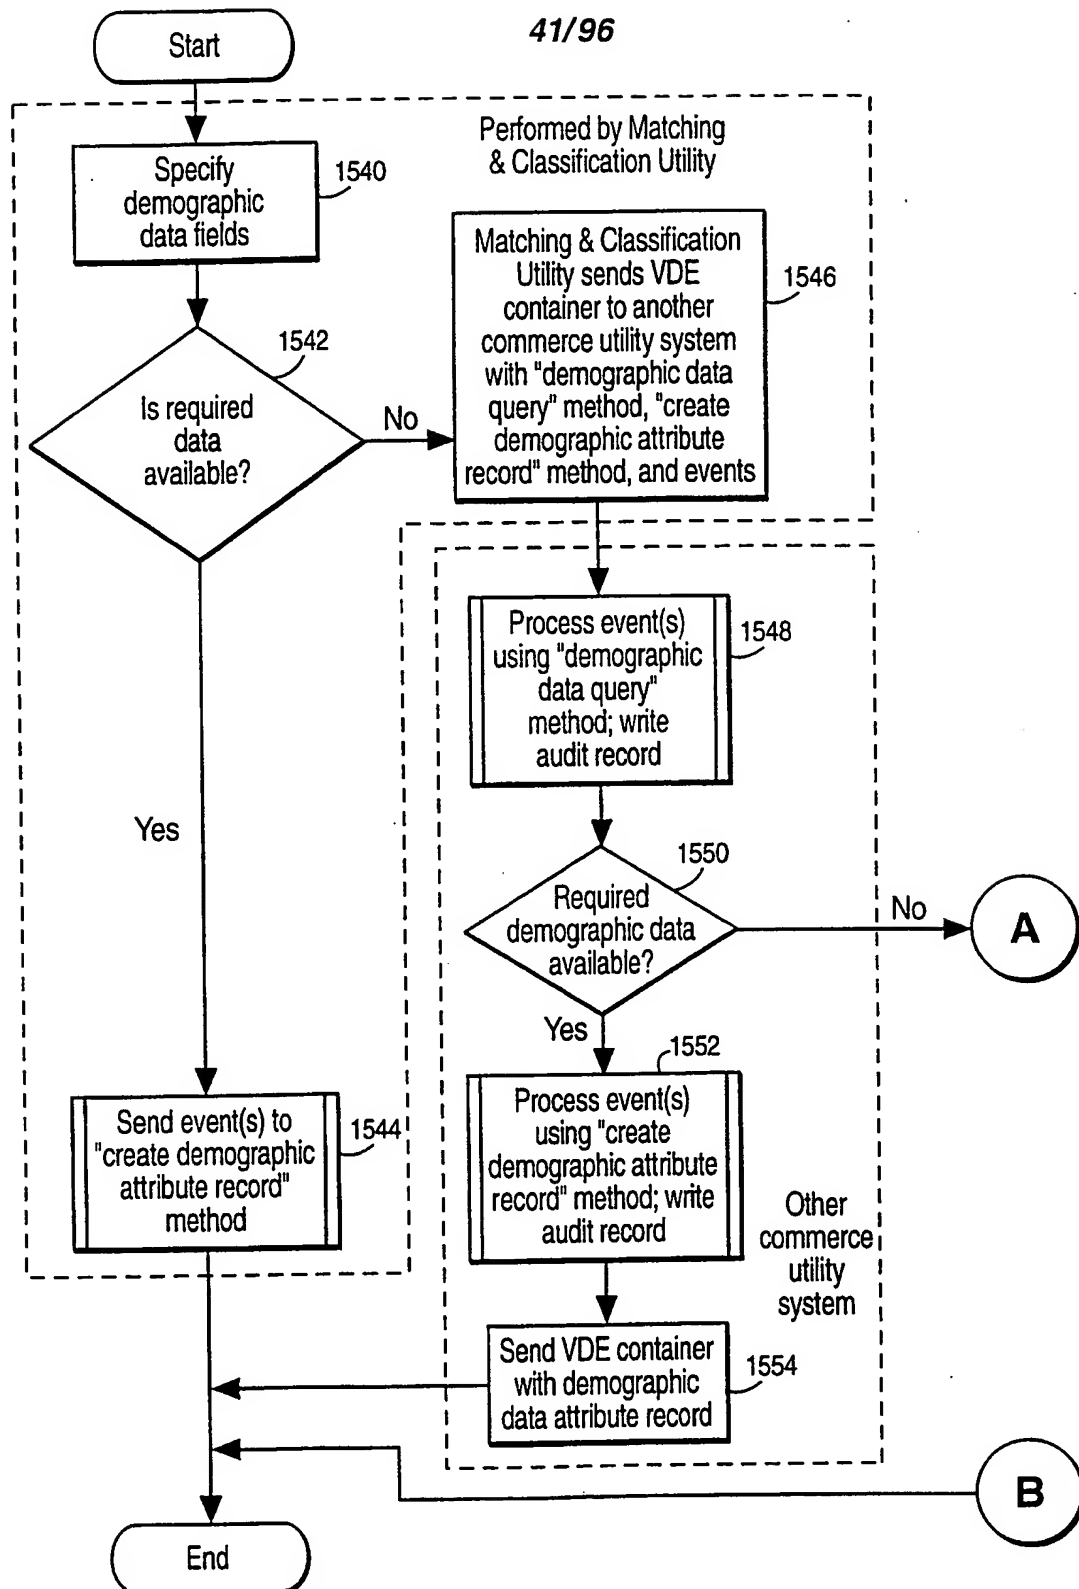 41/96
Start
Performed by Matching
& Classification Utility
Specify
demographic
data fields
1540
Matching & Classification
Utility sends VDE
container to another
commerce utility system
with "demographic data
query" method, "create
demographic attribute
record" method, and events
1546
1542
Is required
data
available?
No
Process event(s)
using "demographic
data query"
method; write
audit record
1548
Yes
1550
Required
demographic data
available?
No
A
Yes
1552
Process event(s)
using "create
demographic attribute
record" method; write
audit record
Send event(s) to
"create demographic
attribute record"
method
1544
Other
commerce
utility
system
Send VDE container
with demographic
data attribute record
1554
B
End